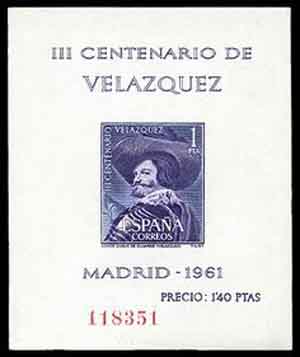 III CENTENARIO DE
VELAZQUEZ
III CENTENARIO
VELAZQUEZ
1
PTA
ESPAÑA
CORREOS
MADRID - 1961
PRECIO: 1'40 PTAS
118351